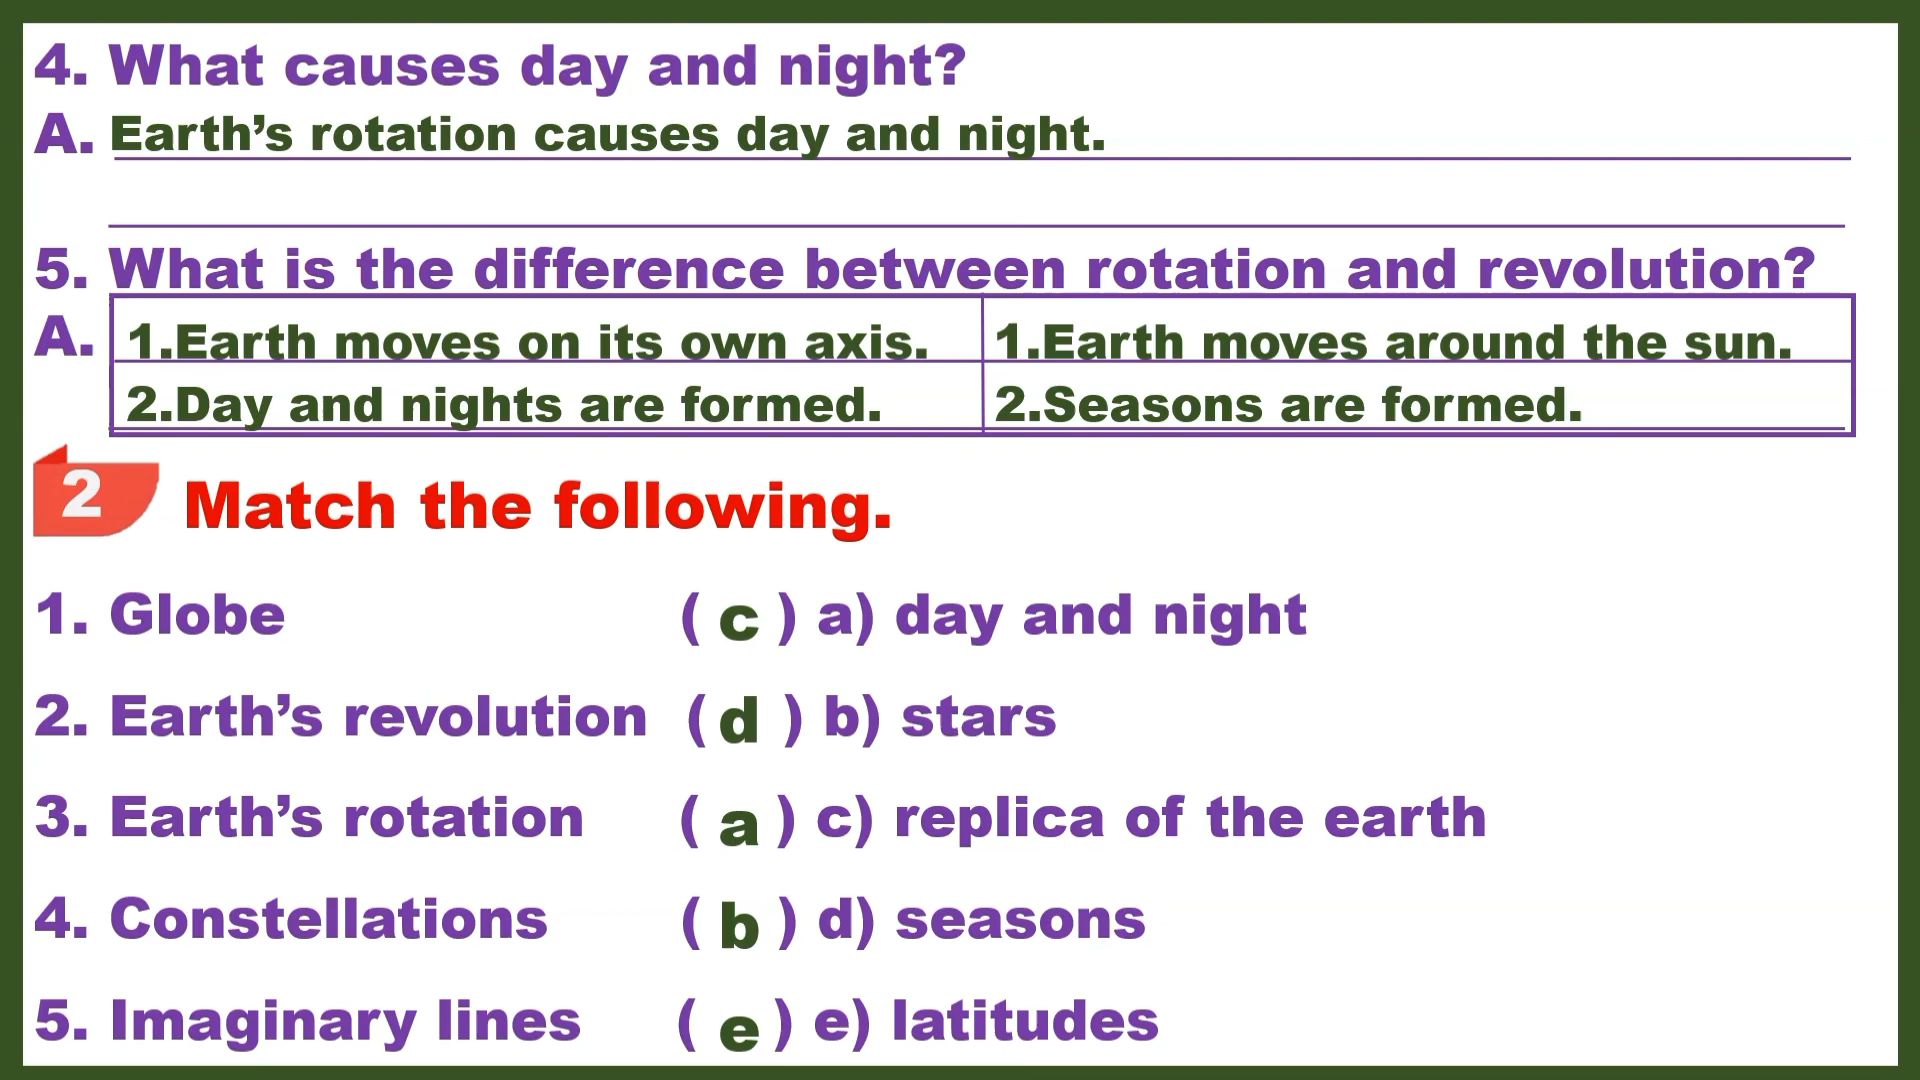 4. What causes day and night?
A. Earth’s rotation causes day and night.
5. What is the difference between rotation and revolution?
A. 1.Earth moves on its own axis. 1.Earth moves around the sun.
2.Day and nights are formed. 2.Seasons are formed.
2 Match the following.
1. Globe ( c ) a) day and night
2. Earth’s revolution ( d ) b) stars
3. Earth’s rotation ( a ) c) replica of the earth
4. Constellations ( b ) d) seasons
5. Imaginary lines ( e ) e) latitudes